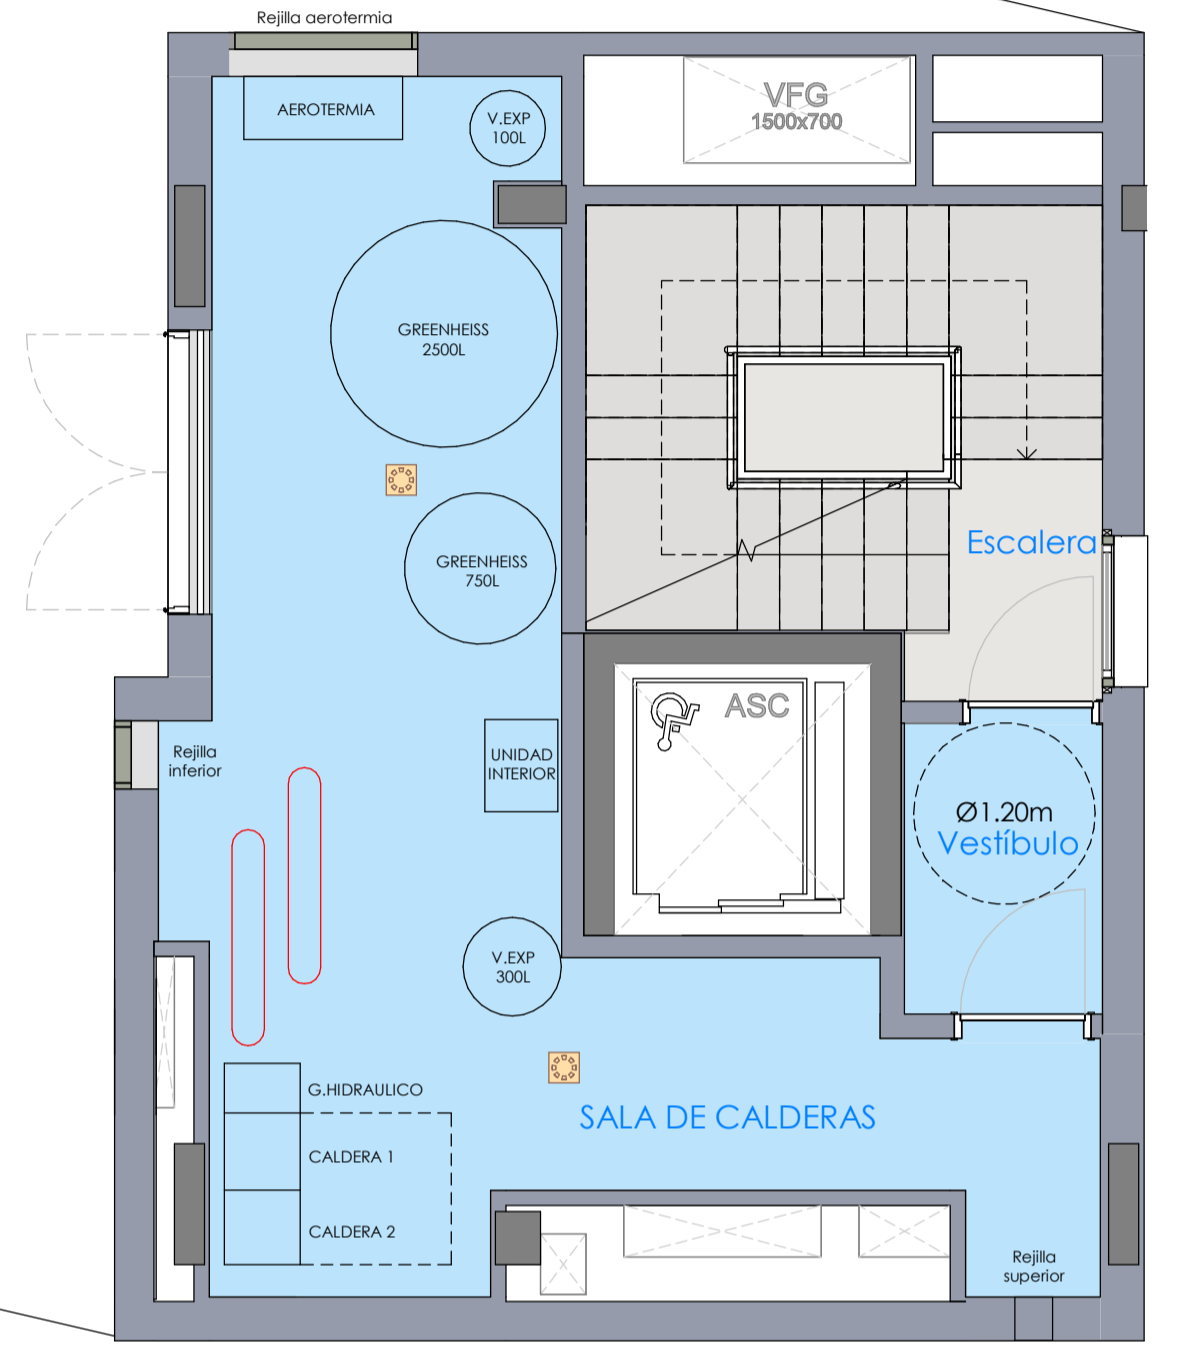 Rejilla aerotermia
AEROTERMIA
V.EXP
100L
VFG
1500x700
GREENHEISS
2500L
GREENHEISS
750L
Escalera
ASC
Rejilla
inferior
UNIDAD
INTERIOR
Ø1.20m
Vestíbulo
V.EXP
300L
G.HIDRAULICO
SALA DE CALDERAS
CALDERA 1
CALDERA 2
Rejilla
superior